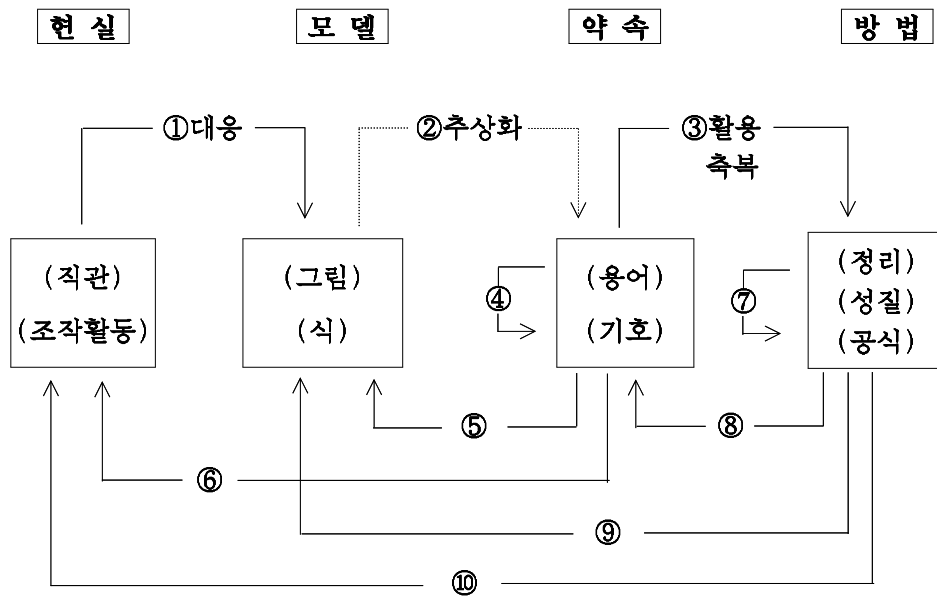 현 실 모 델 약 속 방 법
①대응 ②추상화 ③활용
축복
(직관)
(조작활동)
(그림)
(식)
④
(용어)
(기호)
⑦
(정리)
(성질)
(공식)
⑤ ⑧
⑥
⑨
⑩